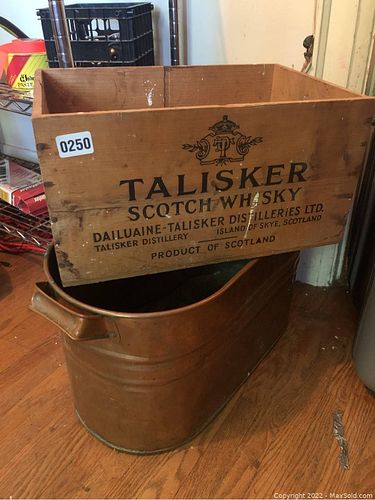 0250
TALISKER
SCOTCH WHISKY
DAILUAINE-TALISKER DISTILLERIES LTD.
TALISKER DISTILLERY ISLAND OF SKYE, SCOTLAND
PRODUCT OF SCOTLAND
Copyright © 2022 - MaxSold.com